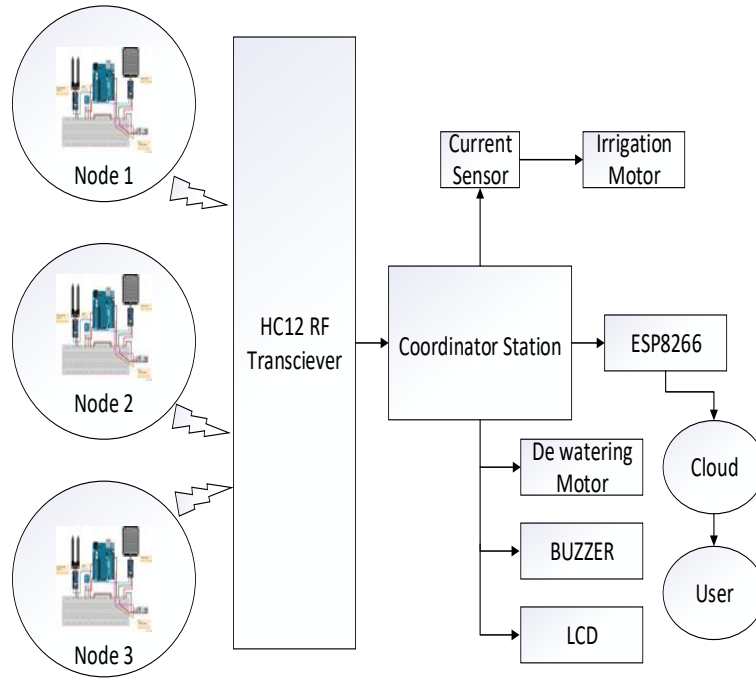 Node 1
Node 2
Node 3
HC12 RF
Transciever
Coordinator Station
Current
Sensor
Irrigation
Motor
ESP8266
De watering
Motor
BUZZER
LCD
Cloud
User